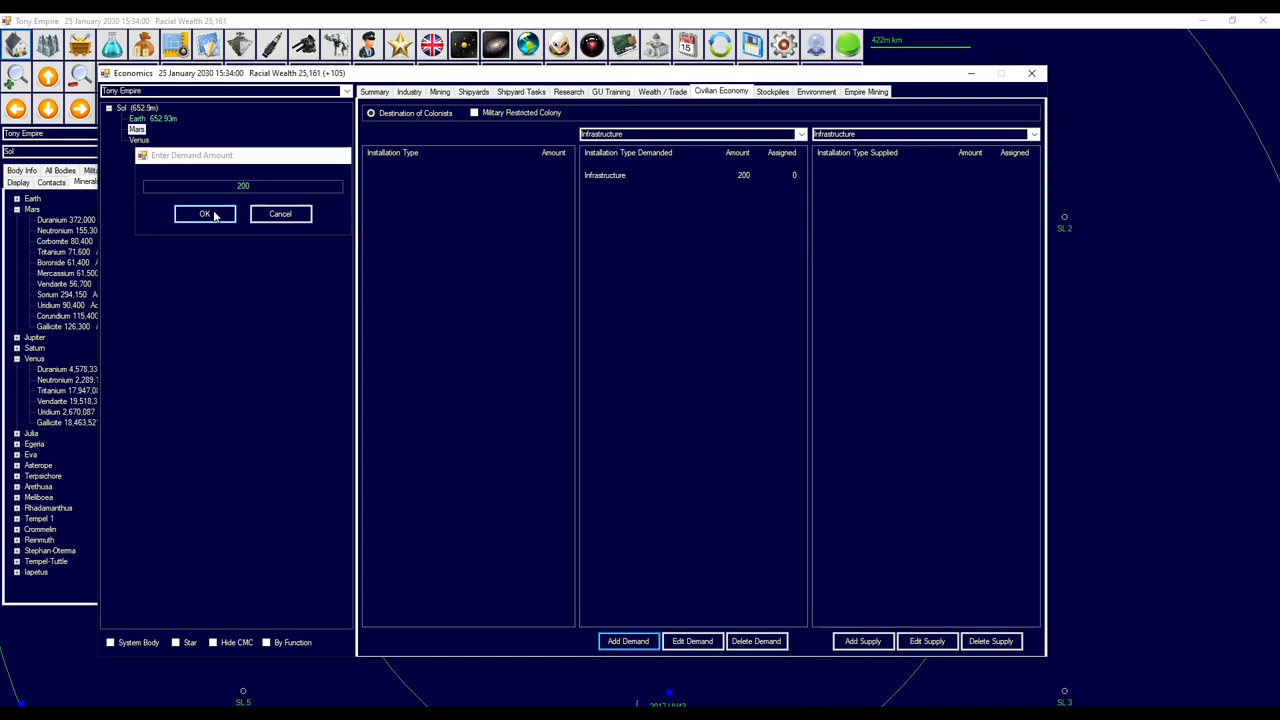 Tony Empire   25 January 2030 15:34:00   Racial Wealth 25,161
15
422m km
Economics   25 January 2030 15:34:00   Racial Wealth 25,161 (+105)
Tony Empire
Summary Industry Mining Shipyards Shipyard Tasks Research GU Training Wealth / Trade Civilian Economy Stockpiles Environment Empire Mining
Sol (652.9m)
Earth 652.93m
Mars
Venus
Destination of Colonists Military Restricted Colony
Tony Empire
Infrastructure Infrastructure
Sol
Enter Demand Amount
Installation Type Amount
Installation Type Demanded Amount Assigned
Installation Type Supplied Amount Assigned
Infrastructure 200 0
200
OK Cancel
Body Info All Bodies
Display Contacts
Earth
Mars
Duranium 372,000
Neutronium 155,30
Corbomite 80,400
Tritanium 71,600
Boronide 61,400
Mercassium 61,500
Vendarite 56,700
Sorium 294,150
Uridium 90,400
Corundium 115,400
Gallicite 126,300
Jupiter
Saturn
Venus
Duranium 4,578,33
Neutronium 2,289,
Tritanium 17,947,0
Vendarite 19,518,3
Uridium 2,670,087
Gallicite 18,463,52
Julia
Egeria
Eva
Asterope
Terpsichore
Arethusa
Meliboea
Rhadamanthus
Tempel 1
Crommelin
Reinmuth
Stephan-Oterma
Tempel-Tuttle
Iapetus
SL 2
System Body Star Hide CMC By Function
Add Demand Edit Demand Delete Demand Add Supply Edit Supply Delete Supply
SL 5
SL 3